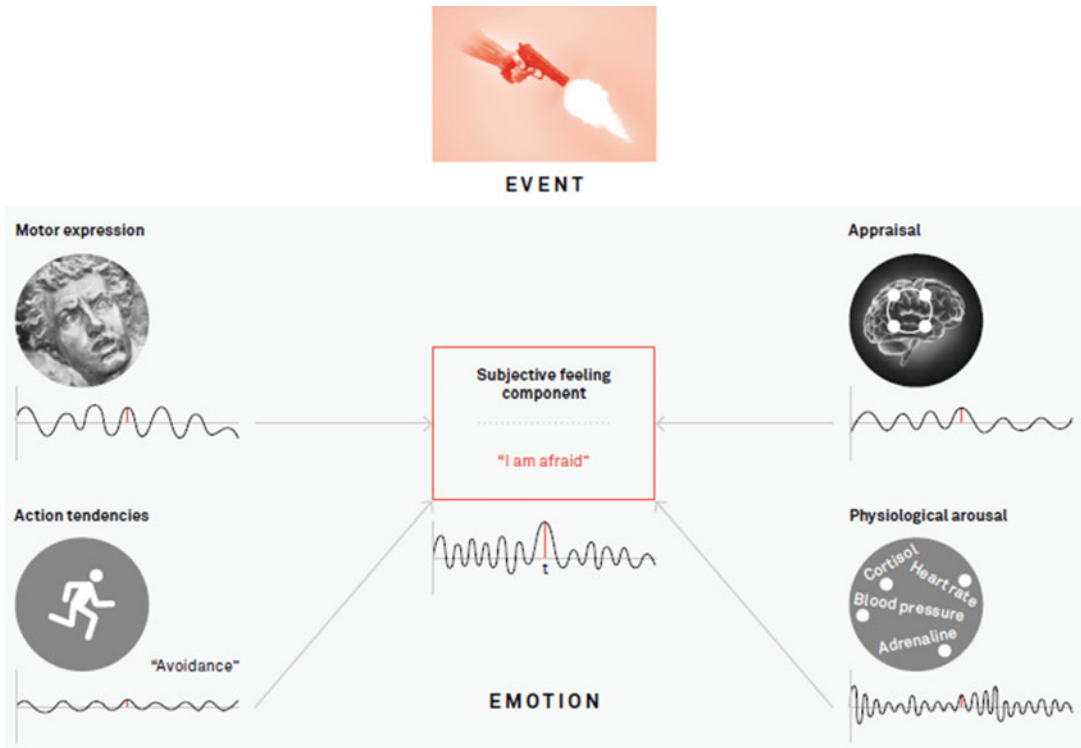 EVENT
Motor expression
Appraisal
Subjective feeling
component
"I am afraid"
Action tendencies
"Avoidance"
t
Physiological arousal
Cortisol
Heart rate
Blood pressure
Adrenaline
EMOTION